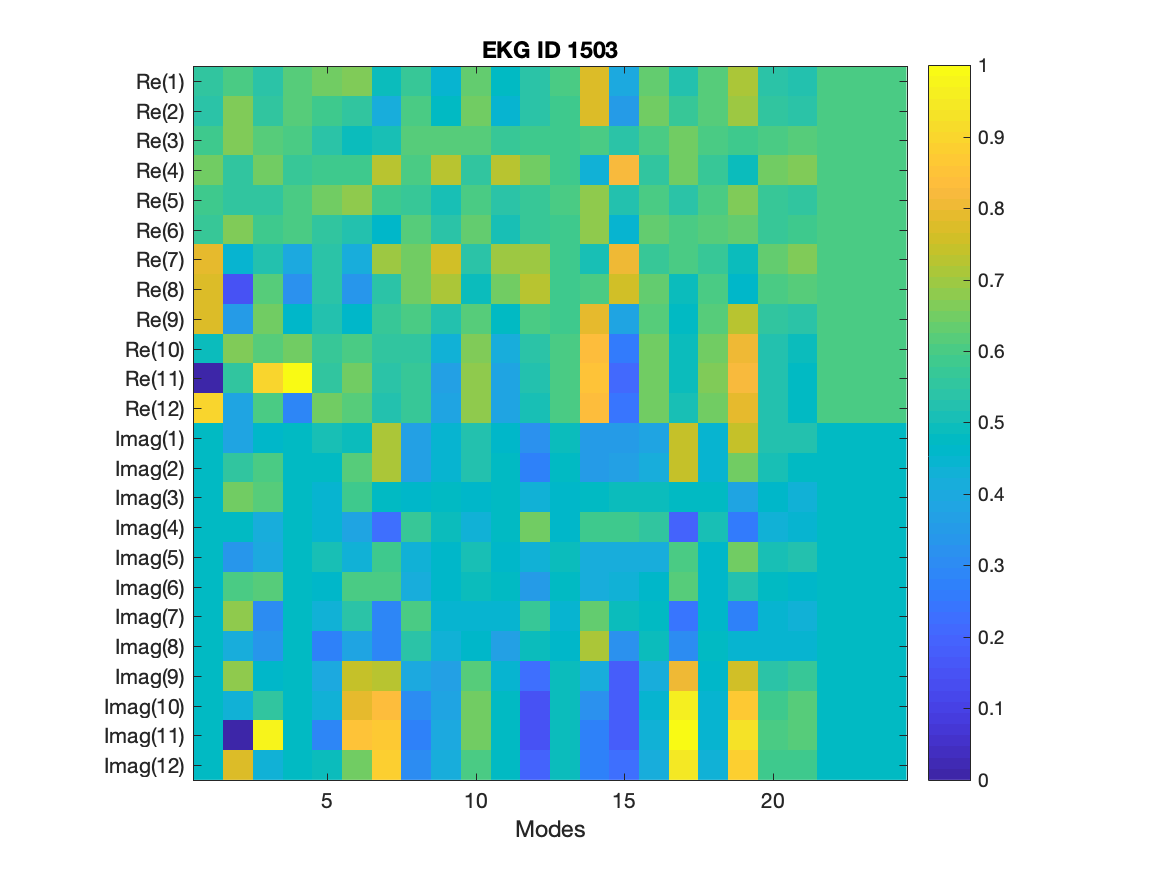 EKG ID 1503
Re(1)
Re(2)
Re(3)
Re(4)
Re(5)
Re(6)
Re(7)
Re(8)
Re(9)
Re(10)
Re(11)
Re(12)
Imag(1)
Imag(2)
Imag(3)
Imag(4)
Imag(5)
Imag(6)
Imag(7)
Imag(8)
Imag(9)
Imag(10)
Imag(11)
Imag(12)
5 10 15 20
Modes
1
0.9
0.8
0.7
0.6
0.5
0.4
0.3
0.2
0.1
0